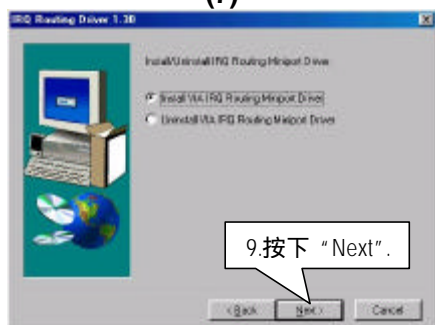 (F)
IRQ Routing Driver 1.30
Install/Uninstall IRQ Routing Miniport Driver
Install VIA IRQ Routing Miniport Driver
Uninstall VIA IRQ Routing Miniport Driver
9.按下 "Next".
< Back
Next >
Cancel